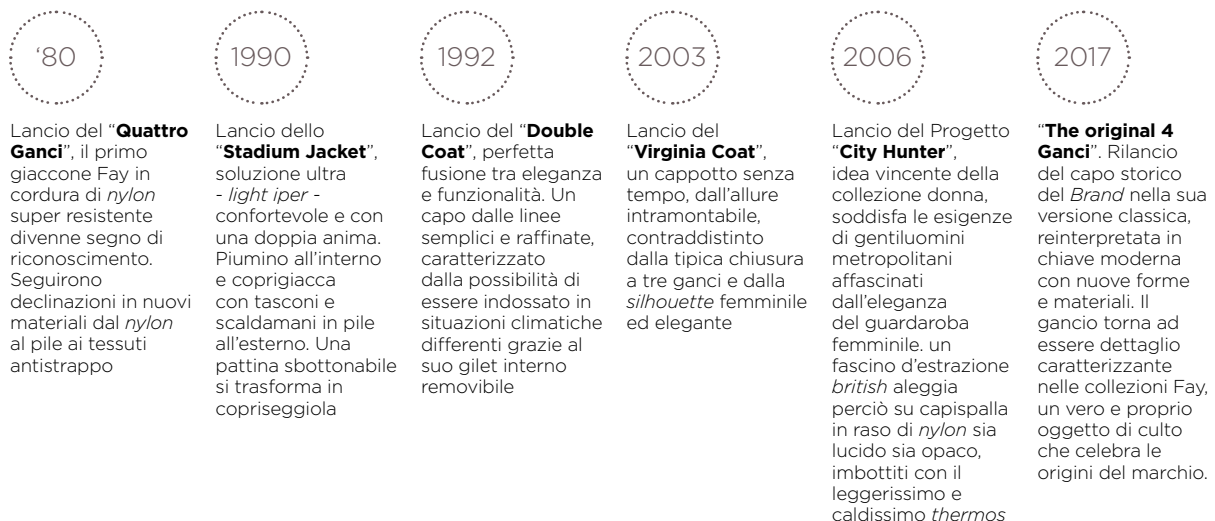 ‘80
Lancio del “Quattro
Ganci”, il primo
giaccone Fay in
cordura di nylon
super resistente
divenne segno di
riconoscimento.
Seguirono
declinazioni in nuovi
materiali dal nylon
al pile ai tessuti
antistrappo
1990
Lancio dello
“Stadium Jacket”,
soluzione ultra
- light iper -
confortevole e con
una doppia anima.
Piumino all’interno
e coprigiacca
con tasconi e
scaldamani in pile
all’esterno. Una
pattina sbottonabile
si trasforma in
copriseggiola
1992
Lancio del “Double
Coat”, perfetta
fusione tra eleganza
e funzionalità. Un
capo dalle linee
semplici e raffinate,
caratterizzato
dalla possibilità di
essere indossato in
situazioni climatiche
differenti grazie al
suo gilet interno
removibile
2003
Lancio del
“Virginia Coat”,
un cappotto senza
tempo, dall’allure
intramontabile,
contraddistinto
dalla tipica chiusura
a tre ganci e dalla
silhouette femminile
ed elegante
2006
Lancio del Progetto
“City Hunter”,
idea vincente della
collezione donna,
soddisfa le esigenze
di gentiluomini
metropolitani
affascinati
dall’eleganza
del guardaroba
femminile. un
fascino d’estrazione
british aleggia
perciò su capispalla
in raso di nylon sia
lucido sia opaco,
imbottiti con il
leggerissimo e
caldissimo thermos
2017
“The original 4
Ganci”. Rilancio
del capo storico
del Brand nella sua
versione classica,
reinterpretata in
chiave moderna
con nuove forme
e materiali. Il
gancio torna ad
essere dettaglio
caratterizzante
nelle collezioni Fay,
un vero e proprio
oggetto di culto
che celebra le
origini del marchio.